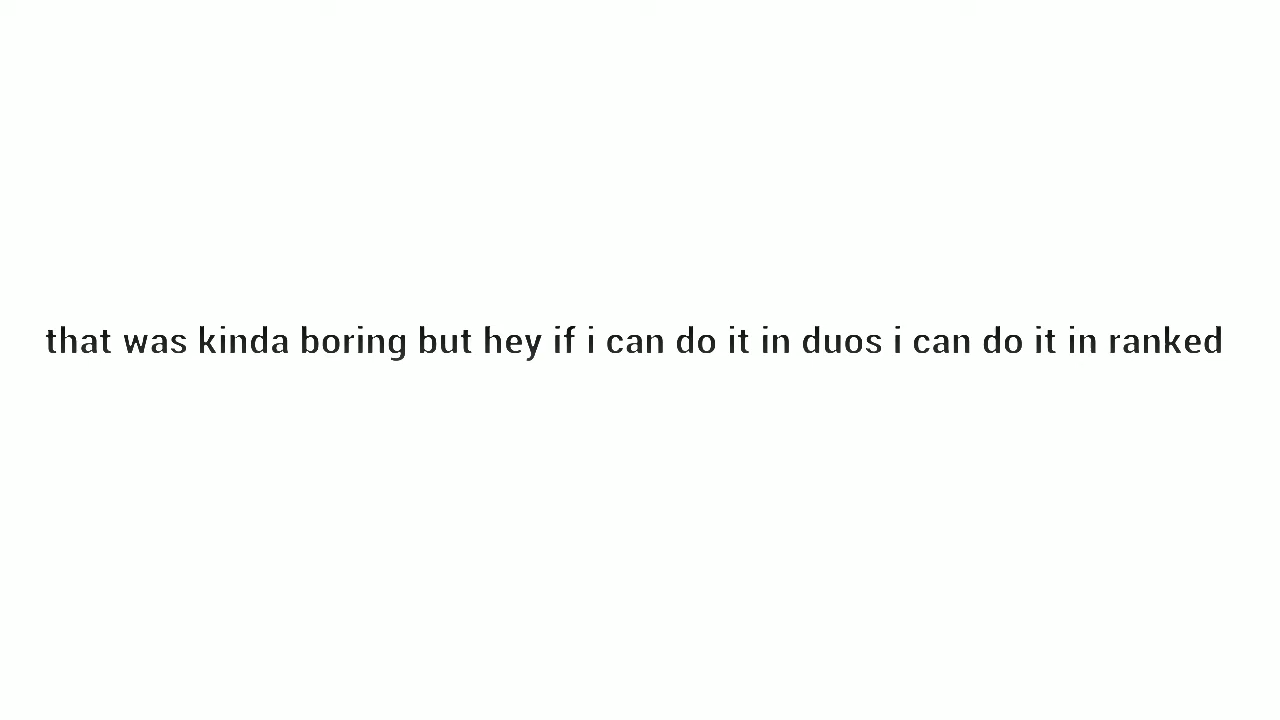 that was kinda boring but hey if i can do it in duos i can do it in ranked